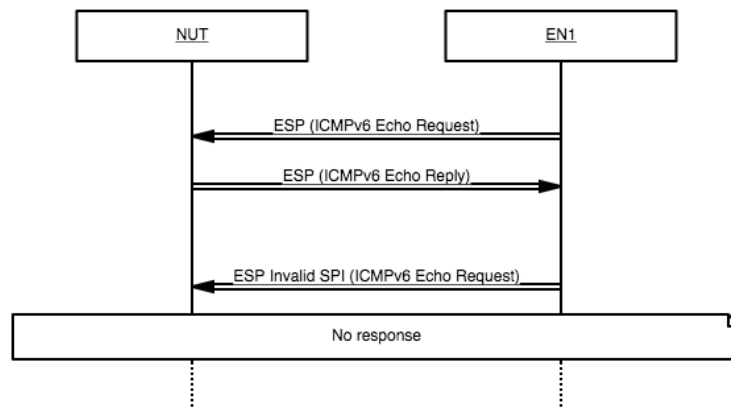 NUT
EN1
ESP (ICMPv6 Echo Request)
ESP (ICMPv6 Echo Reply)
ESP Invalid SPI (ICMPv6 Echo Request)
No response